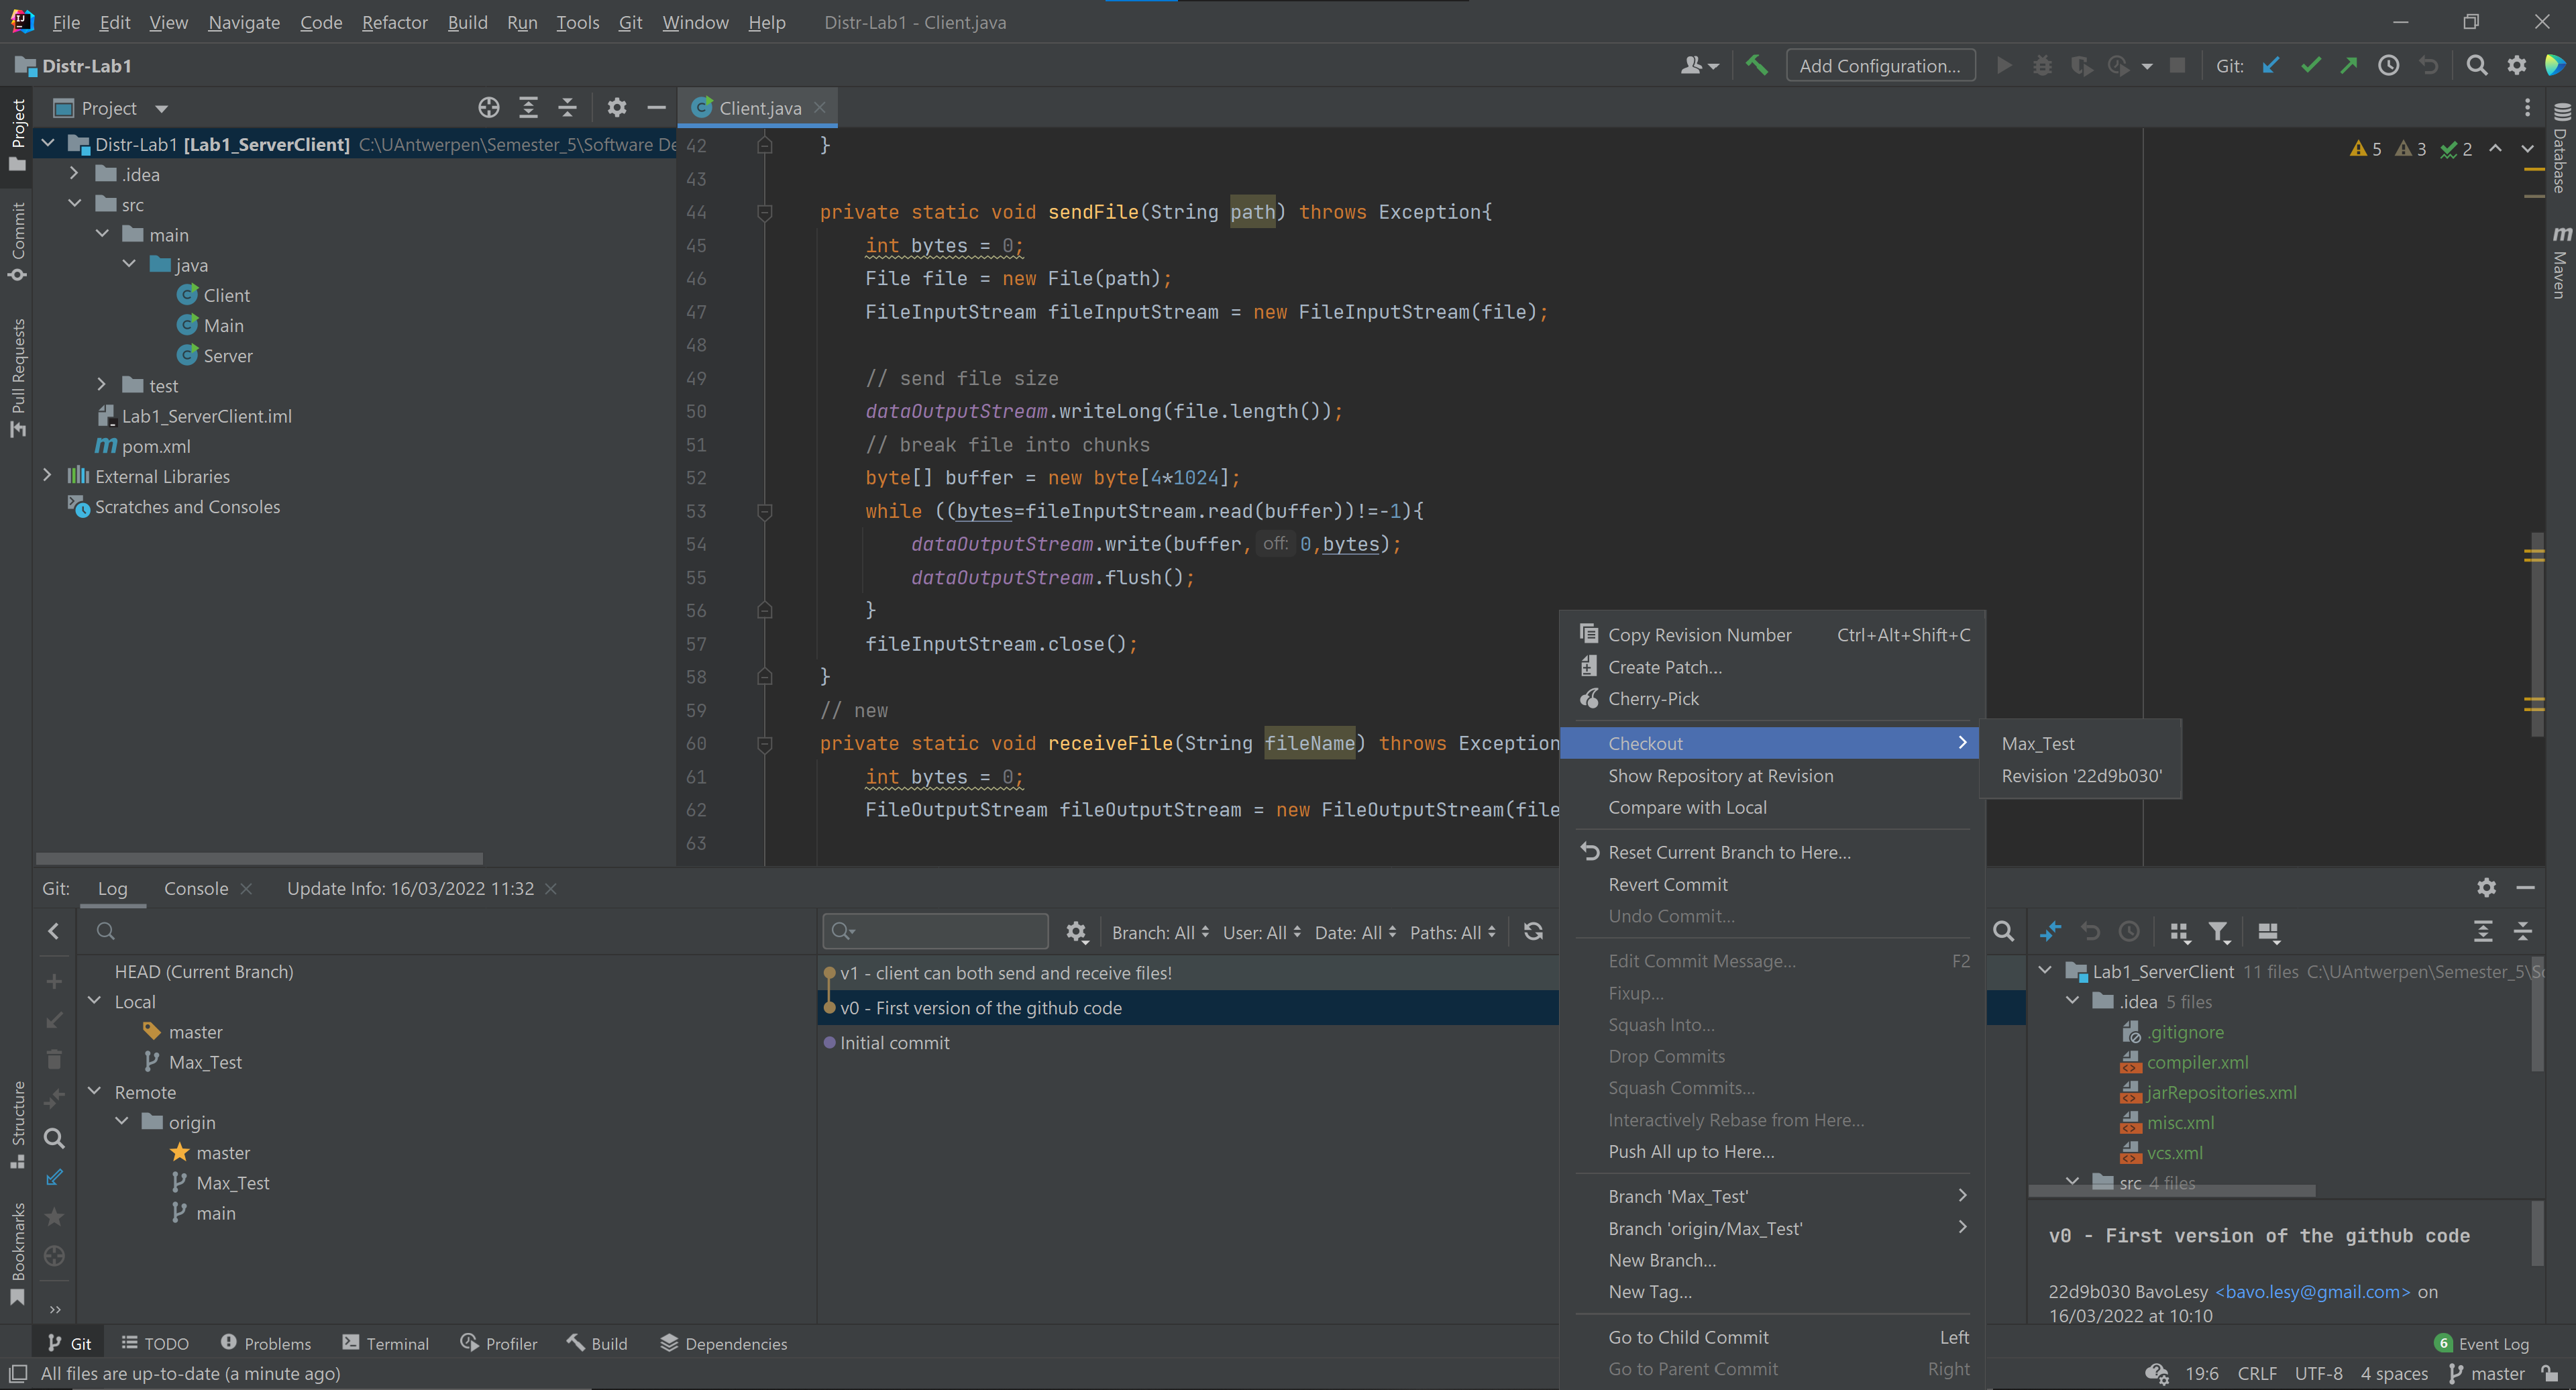 File Edit View Navigate Code Refactor Build Run Tools Git Window Help Distr-Lab1 - Client.java
Distr-Lab1
Add Configuration...
Git:
Project
Client.java
Project
Commit
Pull Requests
Structure
Bookmarks
Distr-Lab1 [Lab1_ServerClient] C:\UAntwerpen\Semester_5\Software De
.idea
src
main
java
Client
Main
Server
test
Lab1_ServerClient.iml
pom.xml
External Libraries
Scratches and Consoles
5 3 2
Database
Maven
42 }
43
44 private static void sendFile(String path) throws Exception{
45 int bytes = 0;
46 File file = new File(path);
47 FileInputStream fileInputStream = new FileInputStream(file);
48
49 // send file size
50 dataOutputStream.writeLong(file.length());
51 // break file into chunks
52 byte[] buffer = new byte[4*1024];
53 while ((bytes=fileInputStream.read(buffer))!=-1){
54 dataOutputStream.write(buffer, off: 0,bytes);
55 dataOutputStream.flush();
56 }
57 fileInputStream.close();
58 }
59 // new
60 private static void receiveFile(String fileName) throws Exception
61 int bytes = 0;
62 FileOutputStream fileOutputStream = new FileOutputStream(file
63
Copy Revision Number Ctrl+Alt+Shift+C
Create Patch...
Cherry-Pick
Checkout
Show Repository at Revision
Compare with Local
Reset Current Branch to Here...
Revert Commit
Undo Commit...
Edit Commit Message... F2
Fixup...
Squash Into...
Drop Commits
Squash Commits...
Interactively Rebase from Here...
Push All up to Here...
Branch 'Max_Test'
Branch 'origin/Max_Test'
New Branch...
New Tag...
Go to Child Commit Left
Go to Parent Commit Right
Max_Test
Revision '22d9b030'
Git: Log Console Update Info: 16/03/2022 11:32
Branch: All User: All Date: All Paths: All
HEAD (Current Branch)
Local
master
Max_Test
Remote
origin
master
Max_Test
main
v1 - client can both send and receive files!
v0 - First version of the github code
Initial commit
Lab1_ServerClient 11 files C:\UAntwerpen\Semester_5\So
.idea 5 files
.gitignore
compiler.xml
jarRepositories.xml
misc.xml
vcs.xml
src 4 files
v0 - First version of the github code
22d9b030 BavoLesy <bavo.lesy@gmail.com> on
16/03/2022 at 10:10
Git TODO Problems Terminal Profiler Build Dependencies
6 Event Log
All files are up-to-date (a minute ago)
19:6 CRLF UTF-8 4 spaces master